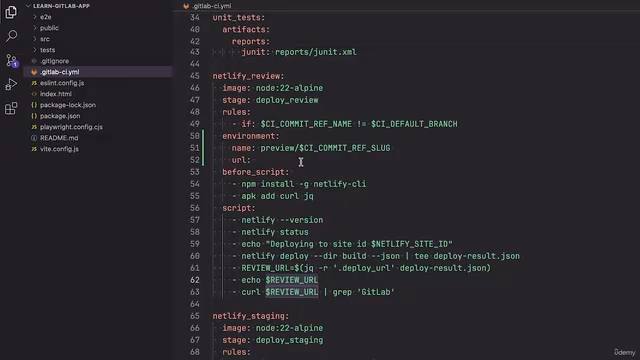 LEARN-GITLAB-APP
e2e
public
src
tests
.gitignore
.gitlab-ci.yml
eslint.config.js
index.html
package-lock.json
package.json
playwright.config.cjs
README.md
vite.config.js
.gitlab-ci.yml
34 unit_tests:
40 artifacts:
42 reports:
43 junit: reports/junit.xml
44
45 netlify_review:
46 image: node:22-alpine
47 stage: deploy_review
48 rules:
49 - if: $CI_COMMIT_REF_NAME != $CI_DEFAULT_BRANCH
50 environment:
51 name: preview/$CI_COMMIT_REF_SLUG
52 url:
53 before_script:
54 - npm install -g netlify-cli
55 - apk add curl jq
56 script:
57 - netlify --version
58 - netlify status
59 - echo "Deploying to site id $NETLIFY_SITE_ID"
60 - netlify deploy --dir build --json | tee deploy-result.json
61 - REVIEW_URL=$(jq -r '.deploy_url' deploy-result.json)
62 - echo $REVIEW_URL
63 - curl $REVIEW_URL | grep 'GitLab'
64
65 netlify_staging:
66 image: node:22-alpine
67 stage: deploy_staging
68 rules:
udemy